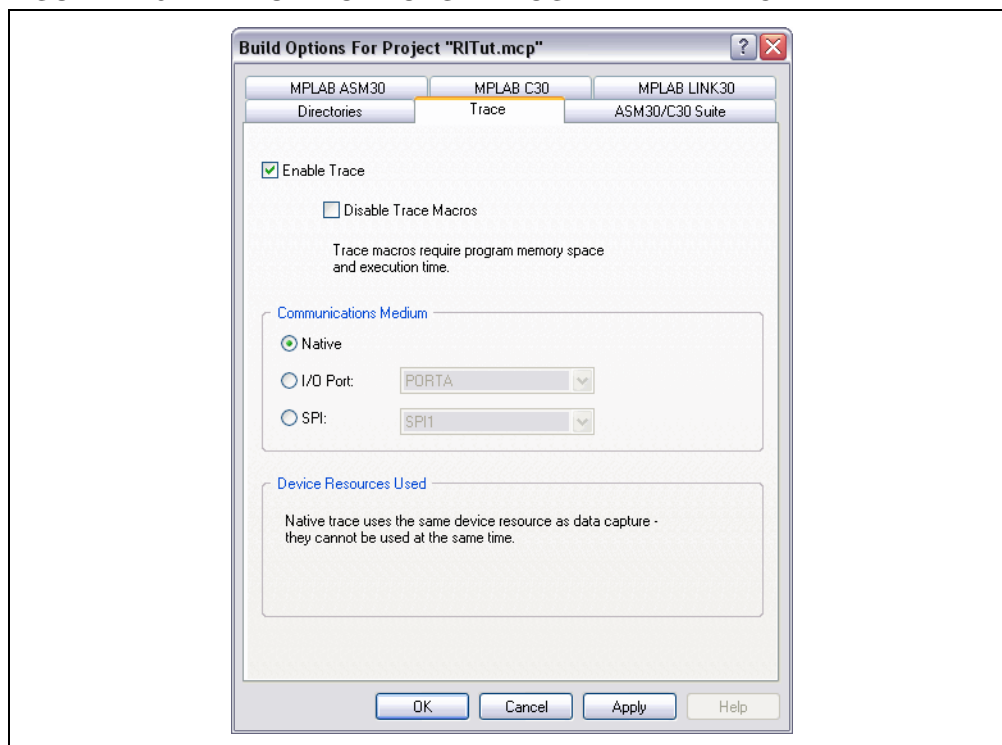 Build Options For Project "RITut.mcp"
MPLAB ASM30 MPLAB C30 MPLAB LINK30
Directories Trace ASM30/C30 Suite
Enable Trace
Disable Trace Macros
Trace macros require program memory space
and execution time.
Communications Medium
Native
I/O Port: PORTA
SPI: SPI1
Device Resources Used
Native trace uses the same device resource as data capture -
they cannot be used at the same time.
OK Cancel Apply Help